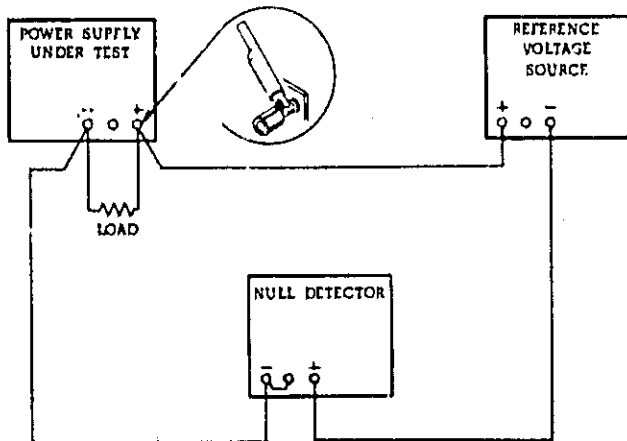 POWER SUPPLY
UNDER TEST
+
LOAD
REFERENCE
VOLTAGE
SOURCE
+ −
NULL DETECTOR
− +